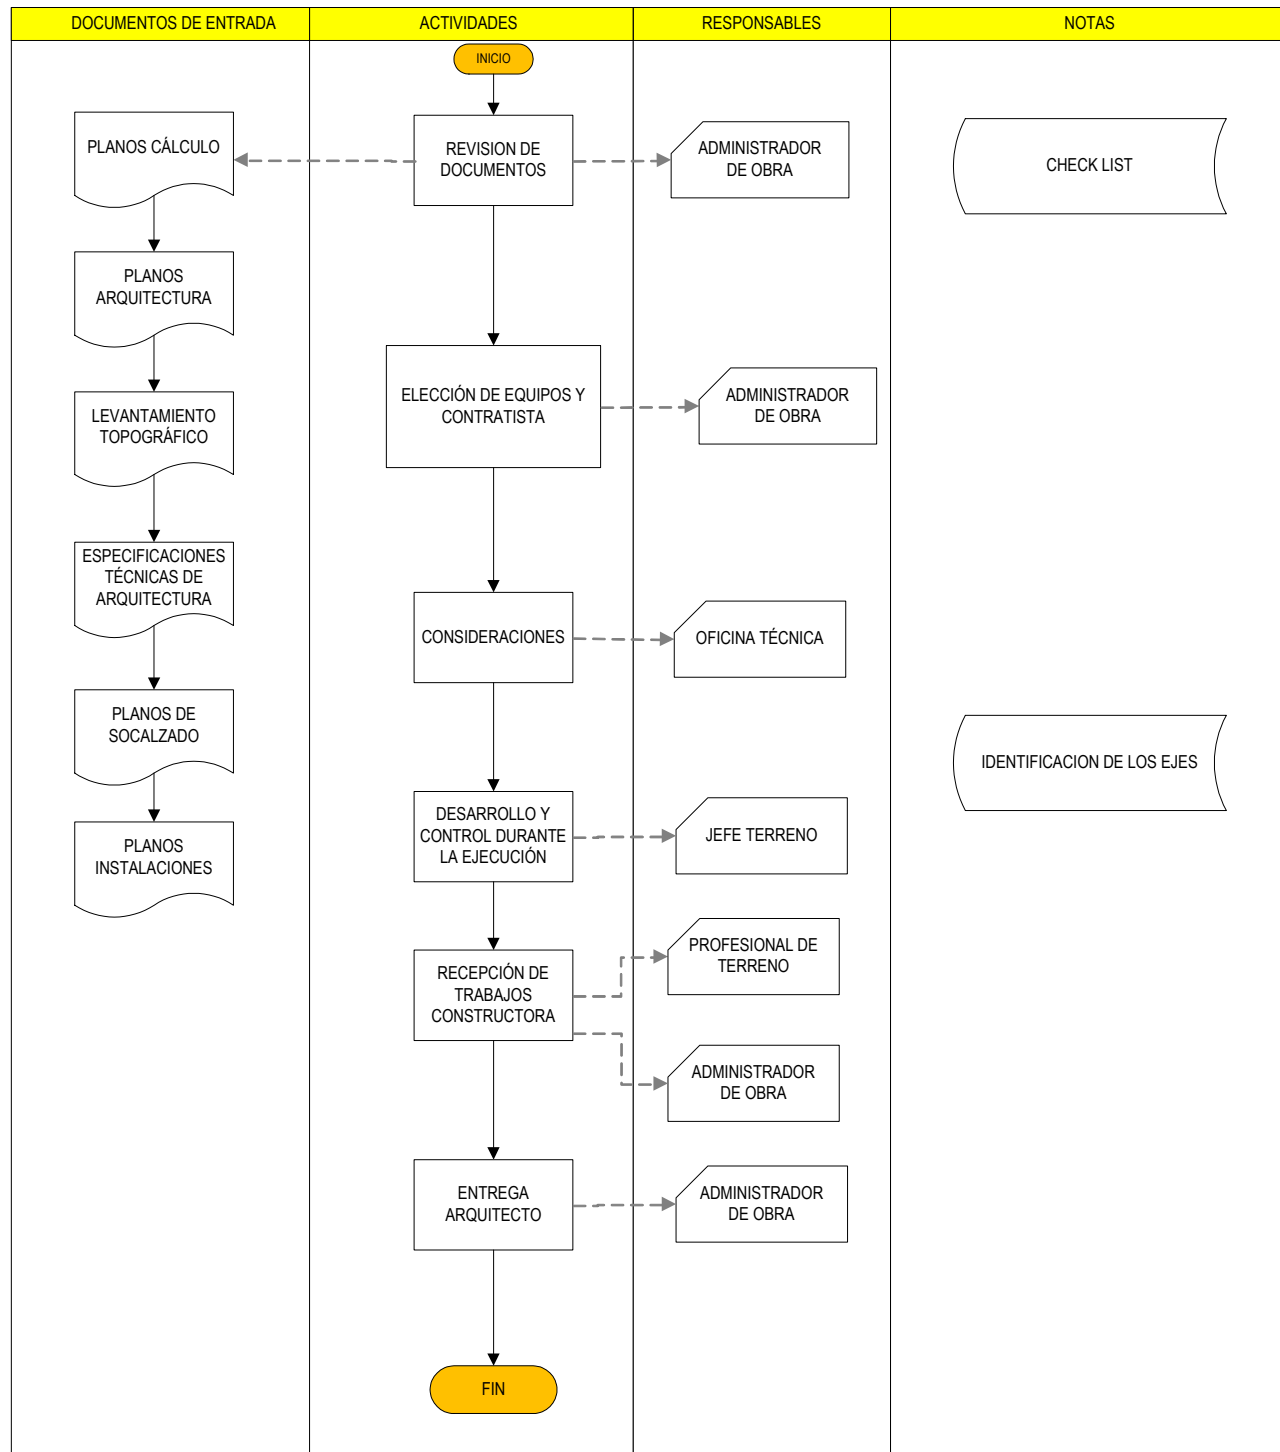 DOCUMENTOS DE ENTRADA
ACTIVIDADES
RESPONSABLES
NOTAS
INICIO
PLANOS CÁLCULO
REVISION DE
DOCUMENTOS
ADMINISTRADOR
DE OBRA
CHECK LIST
PLANOS
ARQUITECTURA
LEVANTAMIENTO
TOPOGRÁFICO
ELECCIÓN DE EQUIPOS Y
CONTRATISTA
ADMINISTRADOR
DE OBRA
ESPECIFICACIONES
TÉCNICAS DE
ARQUITECTURA
CONSIDERACIONES
OFICINA TÉCNICA
PLANOS DE
SOCALZADO
IDENTIFICACION DE LOS EJES
PLANOS
INSTALACIONES
DESARROLLO Y
CONTROL DURANTE
LA EJECUCIÓN
JEFE TERRENO
RECEPCIÓN DE
TRABAJOS
CONSTRUCTORA
PROFESIONAL DE
TERRENO
ADMINISTRADOR
DE OBRA
ENTREGA
ARQUITECTO
ADMINISTRADOR
DE OBRA
FIN